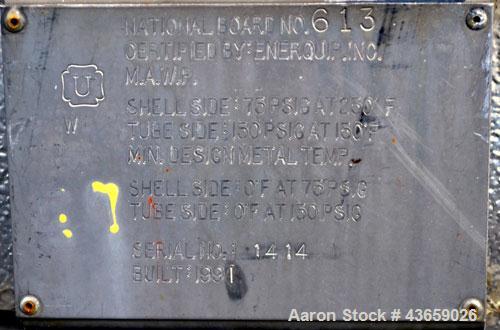 NATIONAL BOARD NO. 613
CERTIFIED BY: ENERQUIP, INC.
M.A.W.P.
U
SHELL SIDE: 75 PSIG AT 250°F
W
TUBE SIDE: 150 PSIG AT 150°F
MIN. DESIGN METAL TEMP.
SHELL SIDE: 0°F AT 75 PSIG
TUBE SIDE: 0°F AT 150 PSIG
SERIAL NO.: 1414
BUILT: 1991
Aaron Stock # 43659026